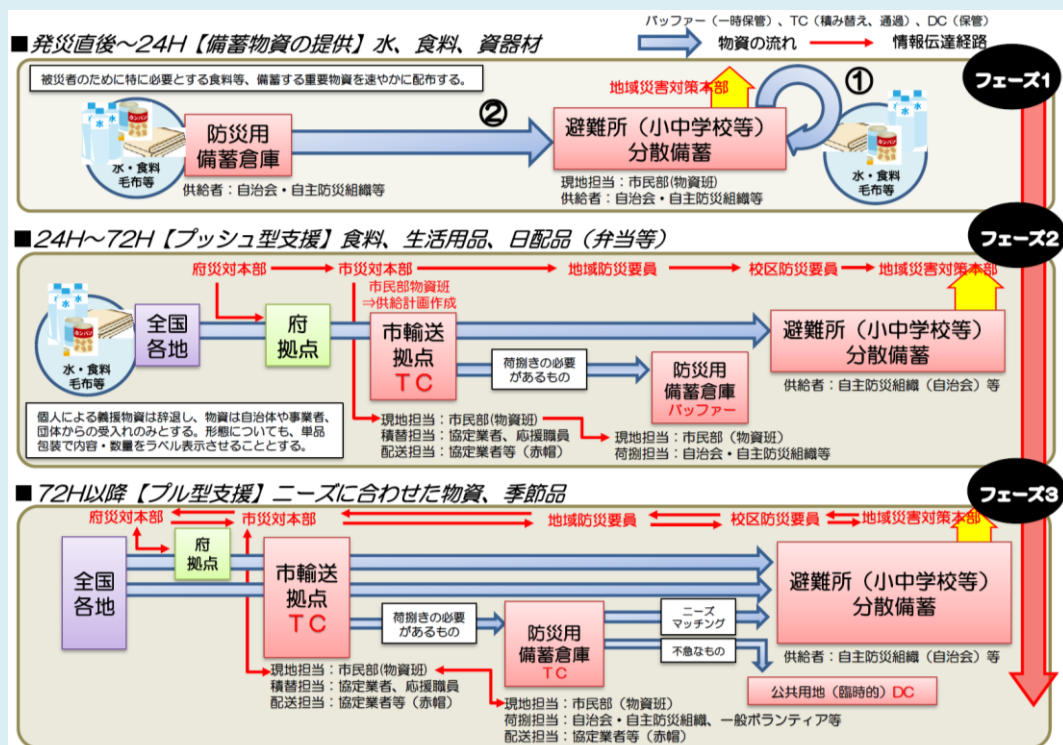 バッファー（一時保管）、TC（積み替え、通過）、DC（保管）
■発災直後～24H【備蓄物資の提供】水、食料、資器材
物資の流れ
情報伝達経路
フェーズ1
被災者のために特に必要とする食料等、備蓄する重要物資を速やかに配布する。
地域災害対策本部
①
水
水
水
カンパン
水・食料
毛布等
防災用
備蓄倉庫
供給者：自治会・自主防災組織等
②
避難所（小中学校等）
分散備蓄
現地担当：市民部(物資班)
供給者：自治会・自主防災組織等
水
水
水
カンパン
水・食料
毛布等
■24H～72H【プッシュ型支援】食料、生活用品、日配品（弁当等）
フェーズ2
府災対本部
市災対本部
地域防災要員
校区防災要員
地域災害対策本部
市民部物資班
⇒供給計画作成
水
水
水
カンパン
水・食料
毛布等
全国
各地
府
拠点
市輸送
拠点
TC
荷捌きの必要
があるもの
防災用
備蓄倉庫
バッファー
避難所（小中学校等）
分散備蓄
供給者：自主防災組織（自治会）等
個人による義援物資は辞退し、物資は自治体や事業者、
団体からの受入れのみとする。形態についても、単品
包装で内容・数量をラベル表示させることとする。
現地担当：市民部(物資班)
積替担当：協定業者、応援職員
配送担当：協定業者等（赤帽）
現地担当：市民部（物資班）
荷捌担当：自治会・自主防災組織等
■72H以降【プル型支援】ニーズに合わせた物資、季節品
フェーズ3
府災対本部
市災対本部
地域防災要員
校区防災要員
地域災害対策本部
全国
各地
府
拠点
市輸送
拠点
TC
荷捌きの必要
があるもの
防災用
備蓄倉庫
TC
ニーズ
マッチング
不急なもの
避難所（小中学校等）
分散備蓄
供給者：自主防災組織（自治会）等
公共用地（臨時的）DC
現地担当：市民部(物資班)
積替担当：協定業者、応援職員
配送担当：協定業者等（赤帽）
現地担当：市民部（物資班）
荷捌担当：自治会・自主防災組織、一般ボランティア等
配送担当：協定業者等（赤帽）